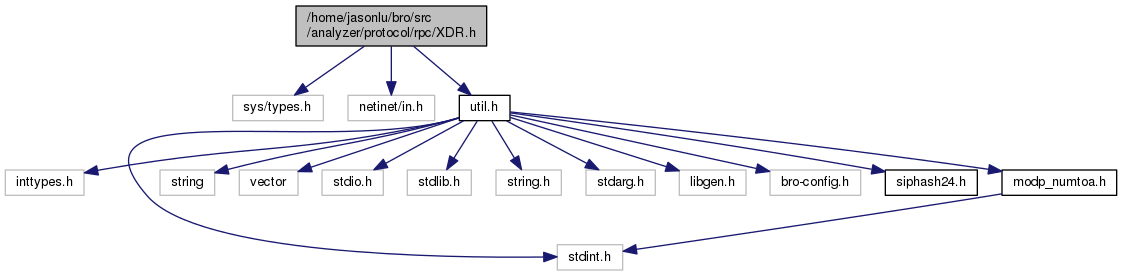 /home/jasonlu/bro/src
/analyzer/protocol/rpc/XDR.h
sys/types.h
netinet/in.h
util.h
inttypes.h
string
vector
stdio.h
stdlib.h
string.h
stdarg.h
libgen.h
bro-config.h
siphash24.h
modp_numtoa.h
stdint.h